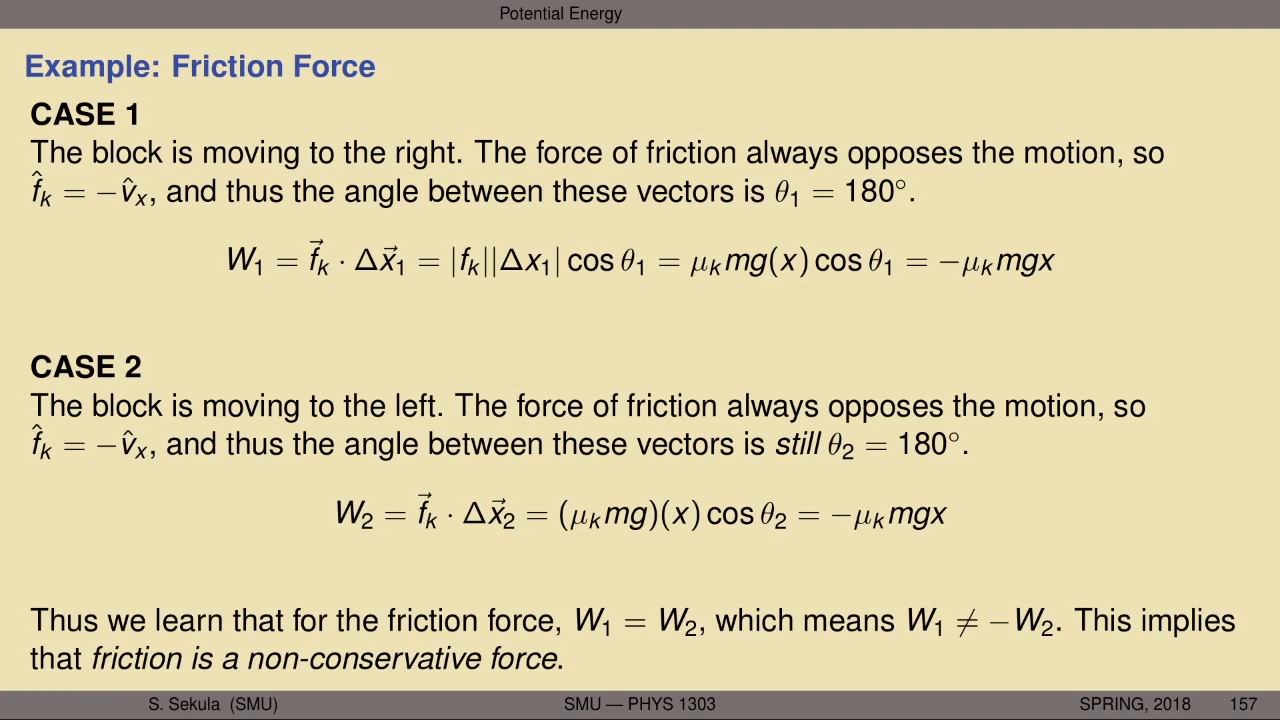 Potential Energy
Example: Friction Force
CASE 1
The block is moving to the right. The force of friction always opposes the motion, so
f̂ₖ = −v̂ₓ, and thus the angle between these vectors is θ₁ = 180°.
W₁ = f⃗ₖ · Δx⃗₁ = |fₖ||Δx₁| cos θ₁ = μₖmg(x) cos θ₁ = −μₖmgx
CASE 2
The block is moving to the left. The force of friction always opposes the motion, so
f̂ₖ = −v̂ₓ, and thus the angle between these vectors is still θ₂ = 180°.
W₂ = f⃗ₖ · Δx⃗₂ = (μₖmg)(x) cos θ₂ = −μₖmgx
Thus we learn that for the friction force, W₁ = W₂, which means W₁ ≠ −W₂. This implies
that friction is a non-conservative force.
S. Sekula (SMU) SMU — PHYS 1303 SPRING, 2018 157